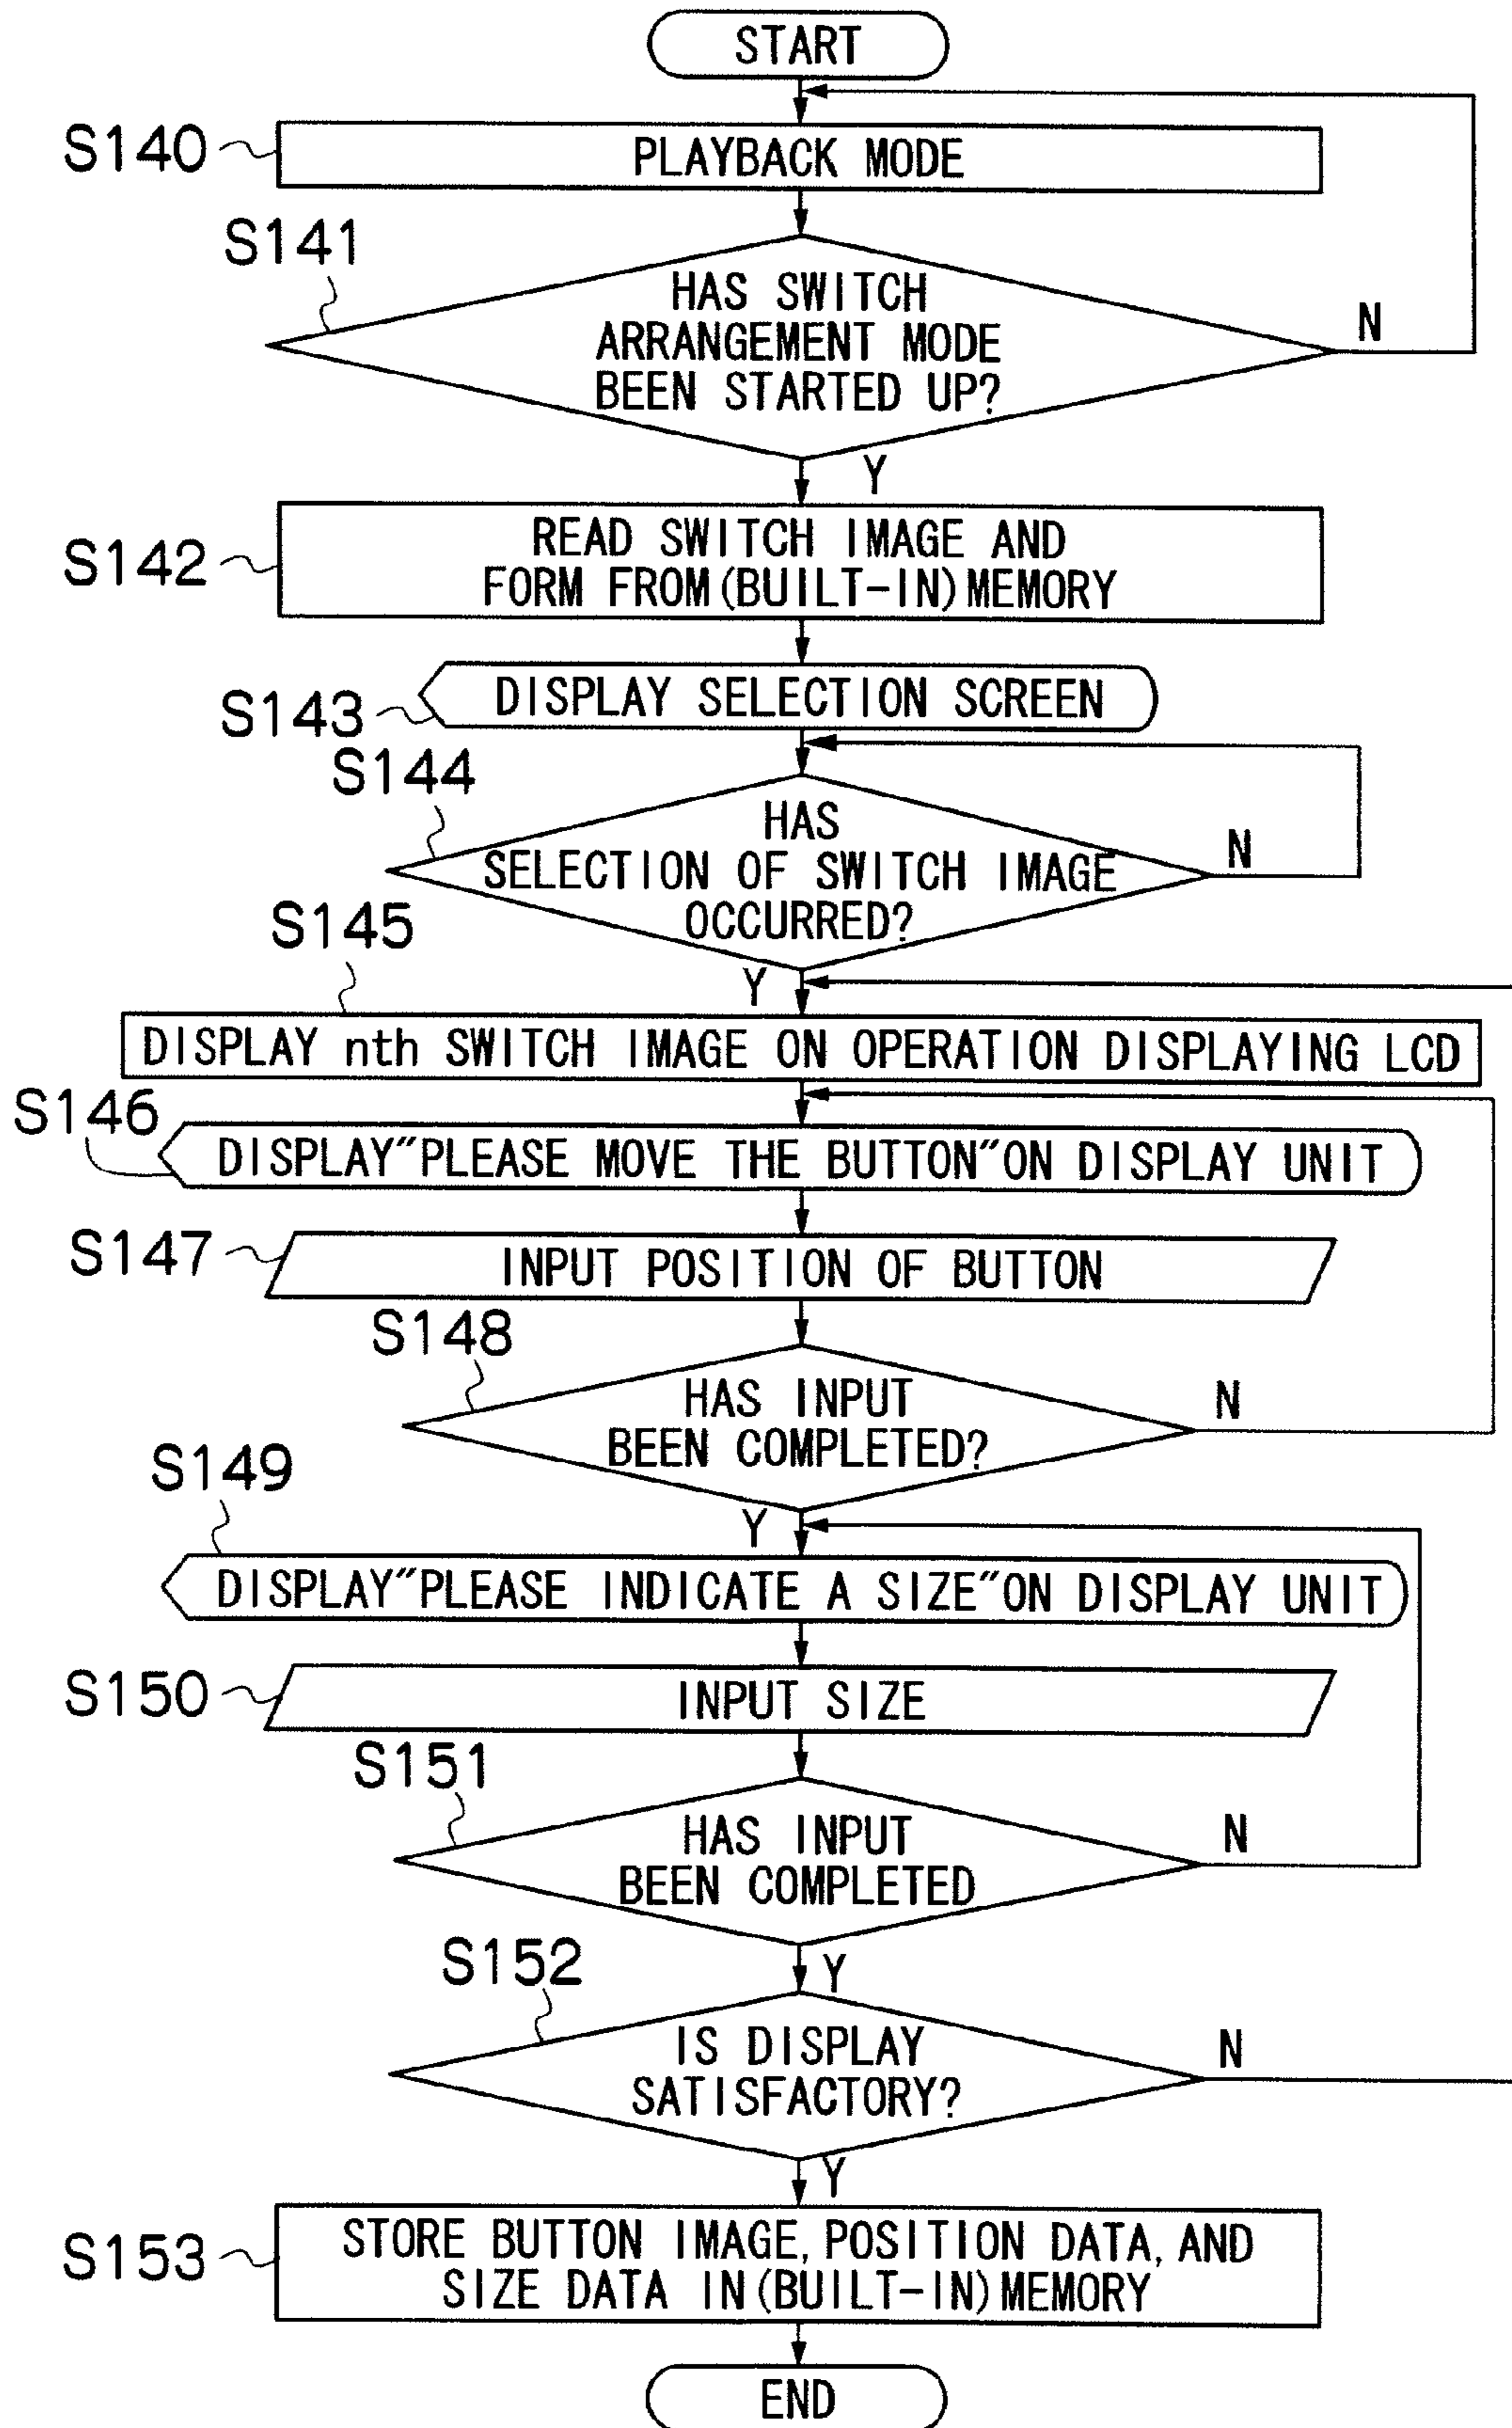 START
S140
PLAYBACK MODE
S141
HAS SWITCH
ARRANGEMENT MODE
BEEN STARTED UP?
N
Y
S142
READ SWITCH IMAGE AND
FORM FROM(BUILT-IN)MEMORY
S143
DISPLAY SELECTION SCREEN
S144
HAS
SELECTION OF SWITCH IMAGE
OCCURRED?
N
Y
S145
DISPLAY nth SWITCH IMAGE ON OPERATION DISPLAYING LCD
S146
DISPLAY"PLEASE MOVE THE BUTTON"ON DISPLAY UNIT
S147
INPUT POSITION OF BUTTON
S148
HAS INPUT
BEEN COMPLETED?
N
Y
S149
DISPLAY"PLEASE INDICATE A SIZE"ON DISPLAY UNIT
S150
INPUT SIZE
S151
HAS INPUT
BEEN COMPLETED
N
Y
S152
IS DISPLAY
SATISFACTORY?
N
Y
S153
STORE BUTTON IMAGE, POSITION DATA, AND
SIZE DATA IN(BUILT-IN)MEMORY
END